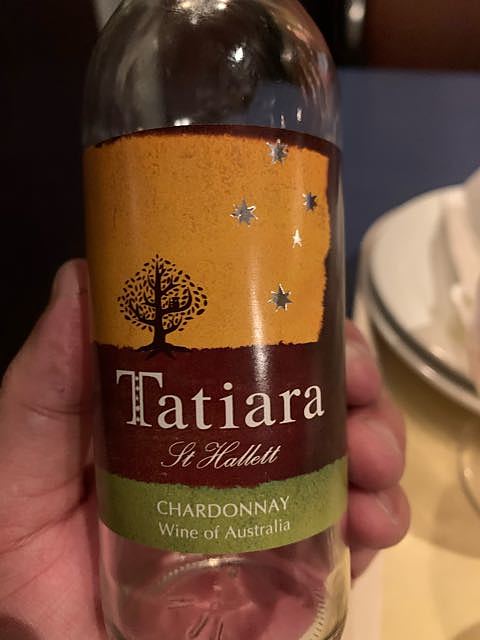 Tatiara
St Hallett
CHARDONNAY
Wine of Australia